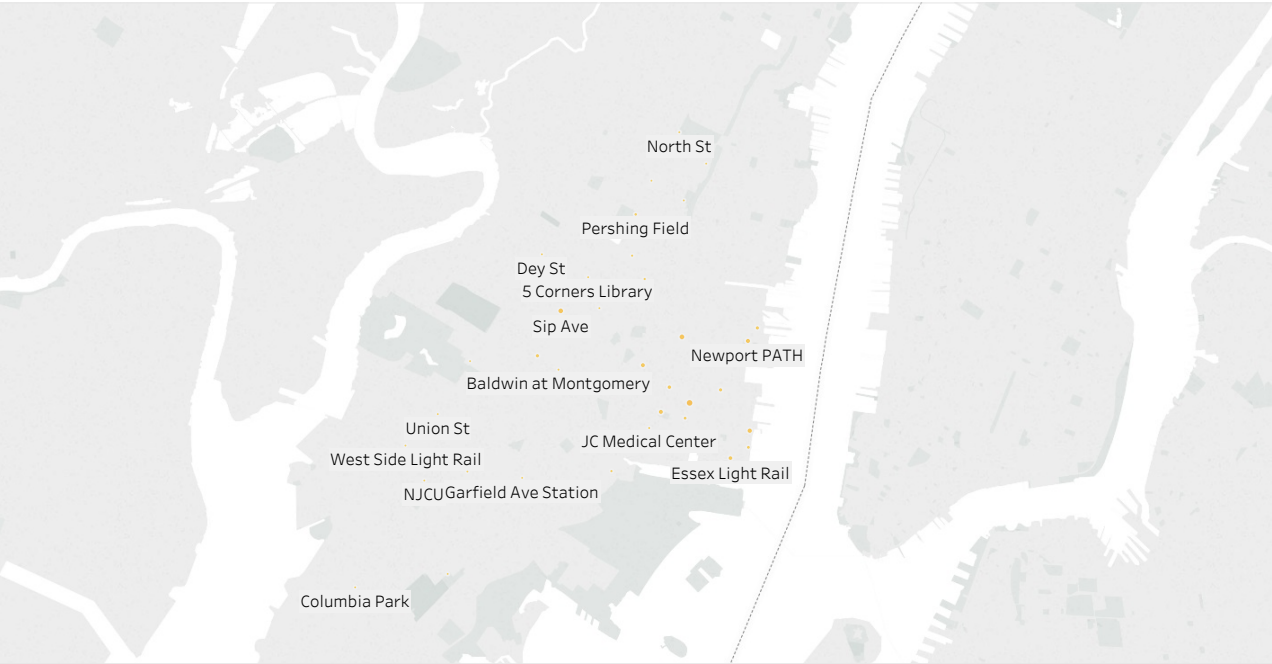 North St
Pershing Field
Dey St
5 Corners Library
Sip Ave
Newport PATH
Baldwin at Montgomery
Union St
JC Medical Center
West Side Light Rail
Essex Light Rail
NJCU
Garfield Ave Station
Columbia Park